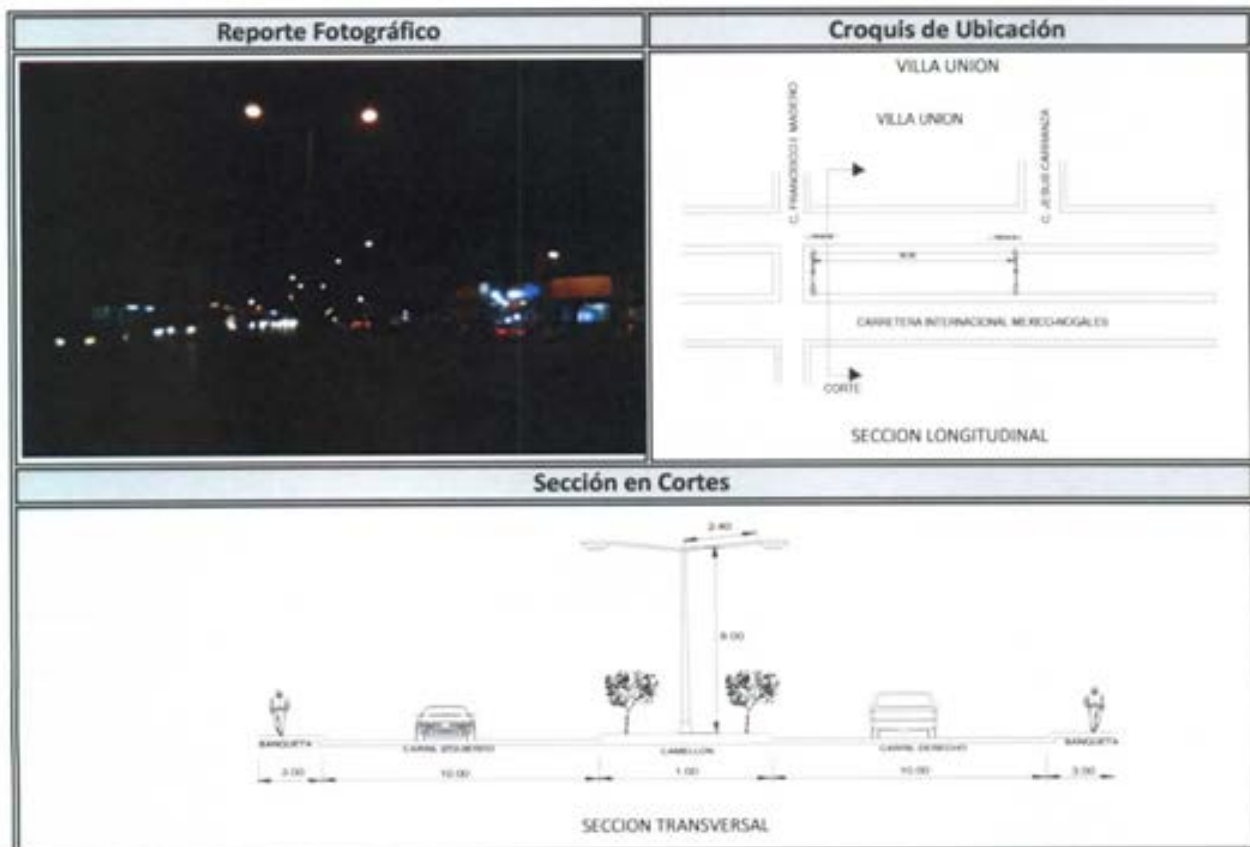 Reporte Fotográfico
Croquis de Ubicación
VILLA UNION
VILLA UNION
C. FRANCISCO I. MADERO
C. JESUS CARRANZA
CARRETERA INTERNACIONAL MEXICO-NOGALES
CORTE
SECCION LONGITUDINAL
Sección en Cortes
2.40
BANQUETA
CARRIL IZQUIERDO
CAMELLON
CARRIL DERECHO
BANQUETA
3.00
10.00
1.00
10.00
3.00
SECCION TRANSVERSAL